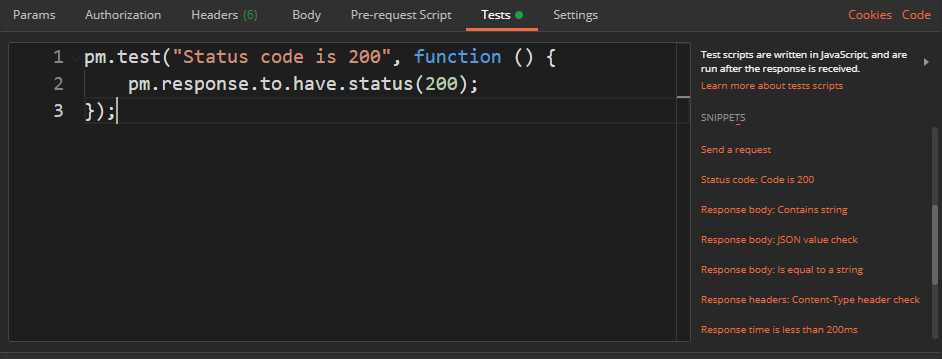 Params Authorization Headers (6) Body Pre-request Script Tests Settings Cookies Code
1 pm.test("Status code is 200", function () {
2 pm.response.to.have.status(200);
3 });
Test scripts are written in JavaScript, and are
run after the response is received.
Learn more about tests scripts
SNIPPETS
Send a request
Status code: Code is 200
Response body: Contains string
Response body: JSON value check
Response body: Is equal to a string
Response headers: Content-Type header check
Response time is less than 200ms